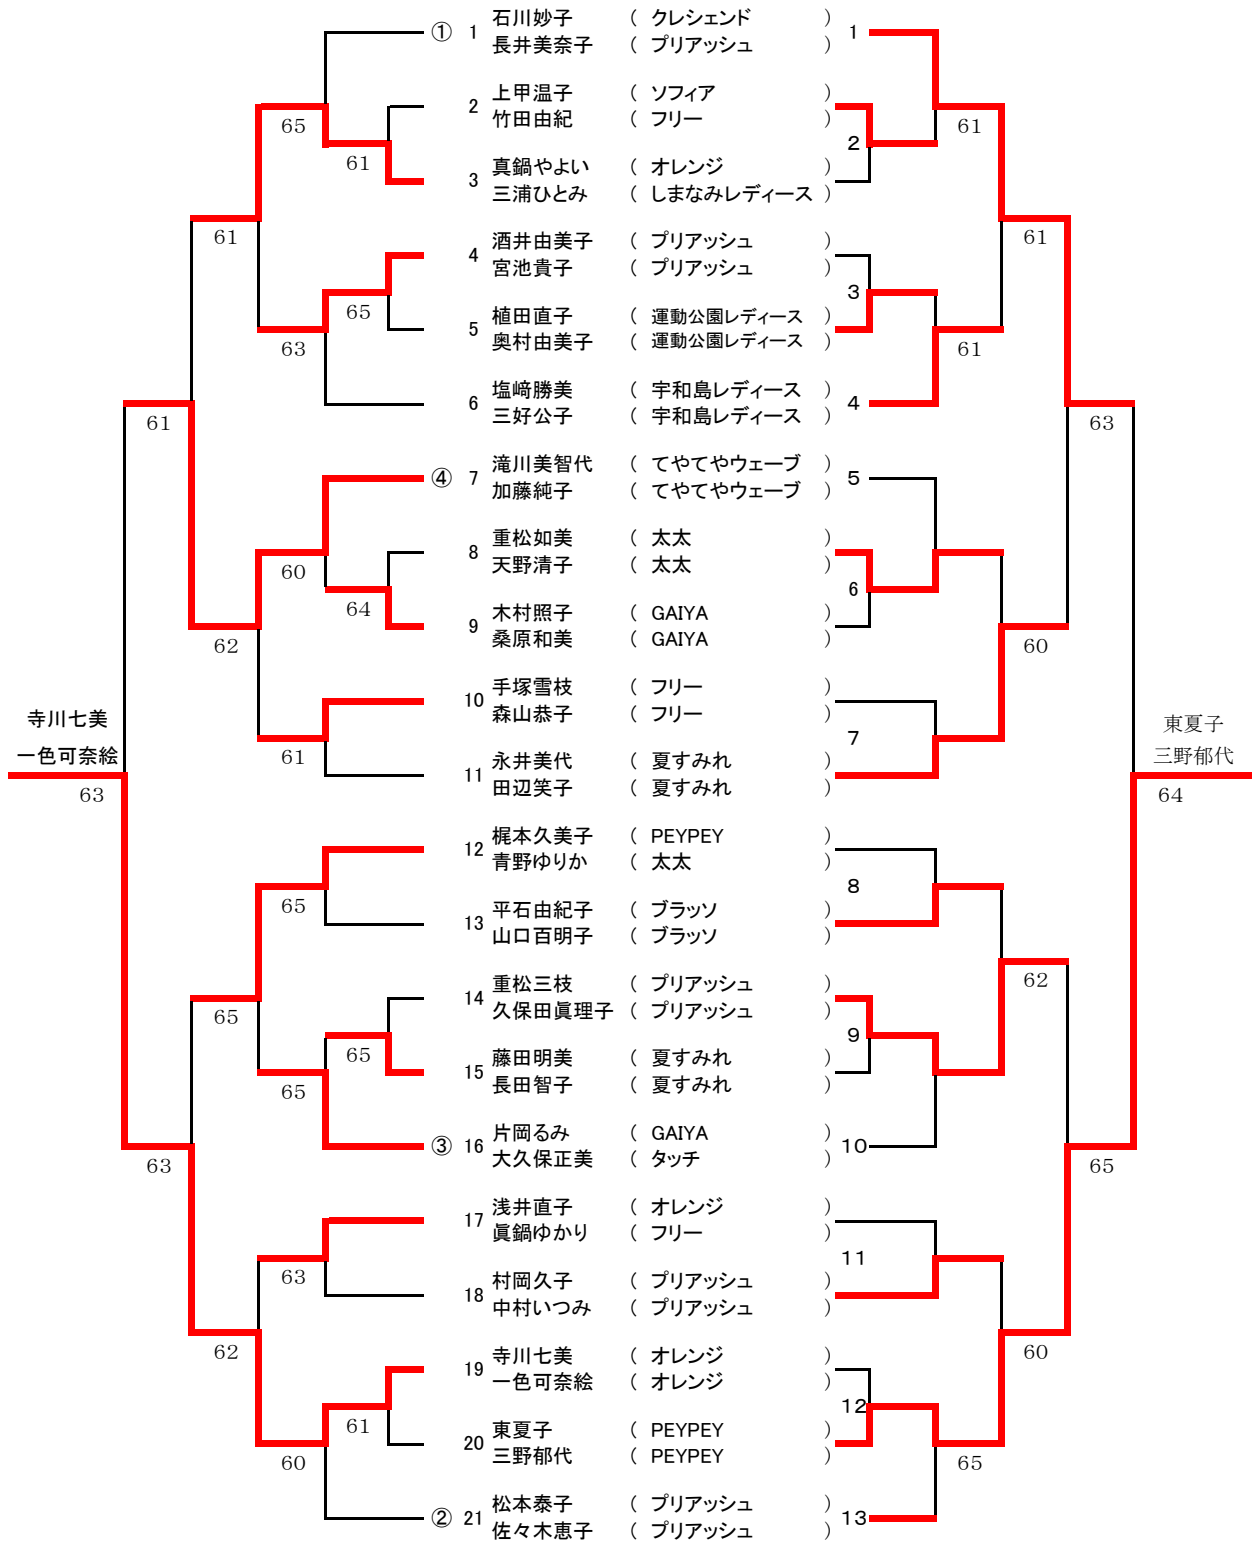 ① 1 石川妙子 ( クレシェンド ) 1
長井美奈子 ( プリアッシュ )
2 上甲温子 ( ソフィア )
竹田由紀 ( フリー )
65 61
61 2
3 真鍋やよい ( オレンジ )
三浦ひとみ ( しまなみレディース )
61 61
4 酒井由美子 ( プリアッシュ )
宮池貴子 ( プリアッシュ )
65 3
5 植田直子 ( 運動公園レディース )
奥村由美子 ( 運動公園レディース )
63 61
6 塩﨑勝美 ( 宇和島レディース ) 4
三好公子 ( 宇和島レディース )
61 63
④ 7 滝川美智代 ( てやてやウェーブ ) 5
加藤純子 ( てやてやウェーブ )
8 重松如美 ( 太太 )
天野清子 ( 太太 )
60
64 6
9 木村照子 ( GAIYA )
桑原和美 ( GAIYA )
62 60
10 手塚雪枝 ( フリー )
森山恭子 ( フリー )
寺川七美 東夏子
61 7
一色可奈絵 三野郁代
11 永井美代 ( 夏すみれ )
田辺笑子 ( 夏すみれ )
63 64
12 梶本久美子 ( PEYPEY )
青野ゆりか ( 太太 )
65 8
13 平石由紀子 ( ブラッソ )
山口百明子 ( ブラッソ )
14 重松三枝 ( プリアッシュ )
久保田眞理子 ( プリアッシュ )
65 62
65 9
15 藤田明美 ( 夏すみれ )
長田智子 ( 夏すみれ )
65
③ 16 片岡るみ ( GAIYA ) 10
大久保正美 ( タッチ )
63 65
17 浅井直子 ( オレンジ )
眞鍋ゆかり ( フリー )
63 11
18 村岡久子 ( プリアッシュ )
中村いつみ ( プリアッシュ )
62 60
19 寺川七美 ( オレンジ )
一色可奈絵 ( オレンジ )
61 12
20 東夏子 ( PEYPEY )
三野郁代 ( PEYPEY )
60 65
② 21 松本泰子 ( プリアッシュ ) 13
佐々木恵子 ( プリアッシュ )